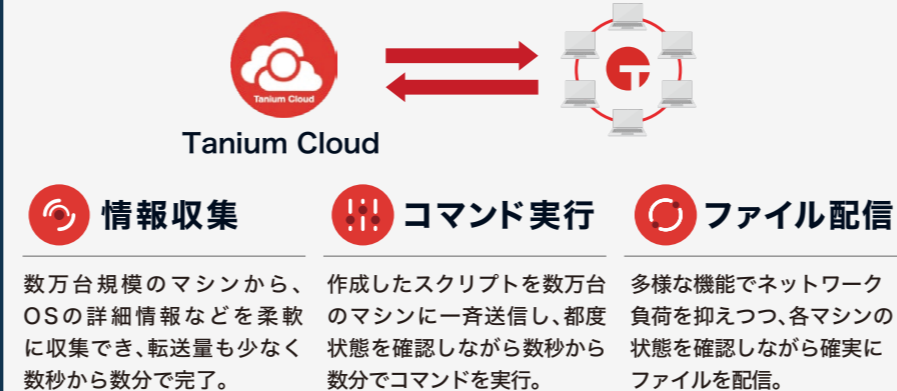 Tanium Cloud
T
Tanium Cloud
情報収集
数万台規模のマシンから、
OSの詳細情報などを柔軟
に収集でき、転送量も少なく
数秒から数分で完了。
コマンド実行
作成したスクリプトを数万台
のマシンに一斉送信し、都度
状態を確認しながら数秒から
数分でコマンドを実行。
ファイル配信
多様な機能でネットワーク
負荷を抑えつつ、各マシンの
状態を確認しながら確実に
ファイルを配信。